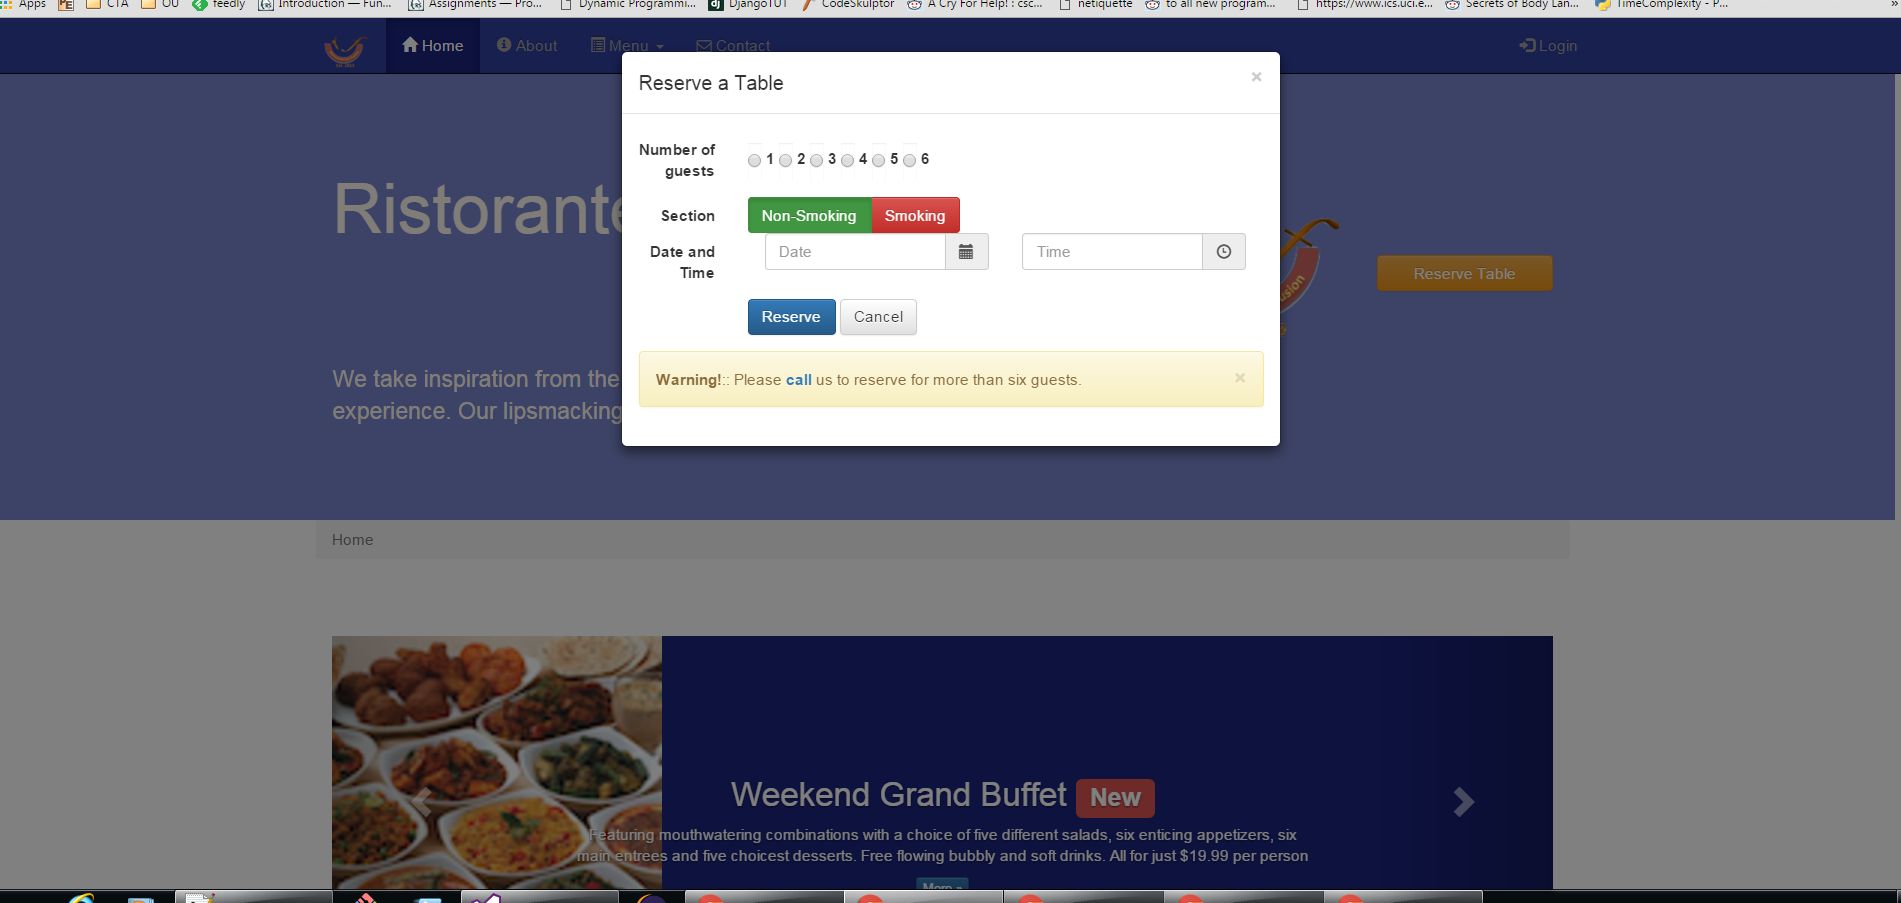 Apps CTA OU feedly Introduction — Fun... Assignments — Pro... Dynamic Programmi... DjangoTUT CodeSkulptor A Cry For Help! : csc... netiquette to all new program... https://www.ics.uci.e... Secrets of Body Lan... TimeComplexity - P... »
Home About Menu Contact Login
Reserve a Table ×
Number of guests
1 2 3 4 5 6
Section Non-Smoking Smoking
Date and Time
Date Time
Reserve Cancel
Warning!:: Please call us to reserve for more than six guests. ×
Ristorante
Reserve Table
We take inspiration from the
experience. Our lipsmacking
Home
Weekend Grand Buffet New
Featuring mouthwatering combinations with a choice of five different salads, six enticing appetizers, six
main entrees and five choicest desserts. Free flowing bubbly and soft drinks. All for just $19.99 per person
More »